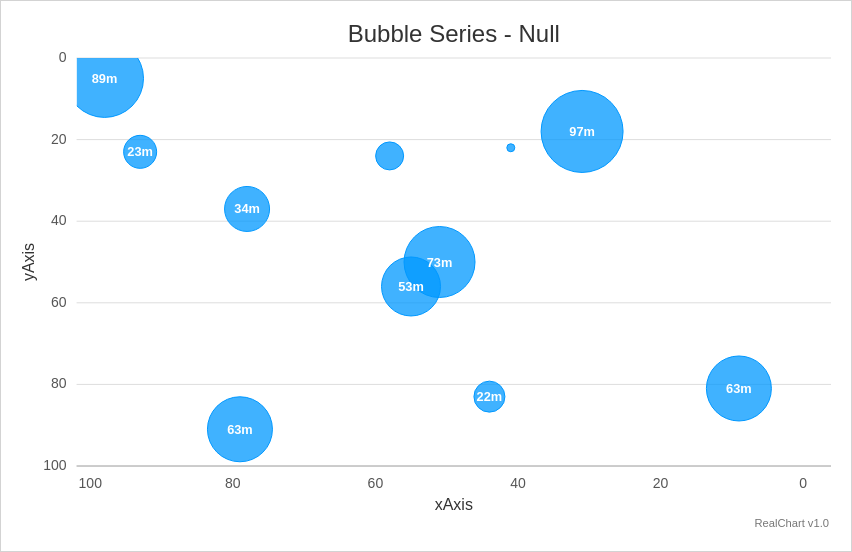 Bubble Series - Null
0
89m
97m
20
23m
34m
40
yAxis
73m
53m
60
80
63m
22m
63m
100
100 80 60 40 20 0
xAxis
RealChart v1.0